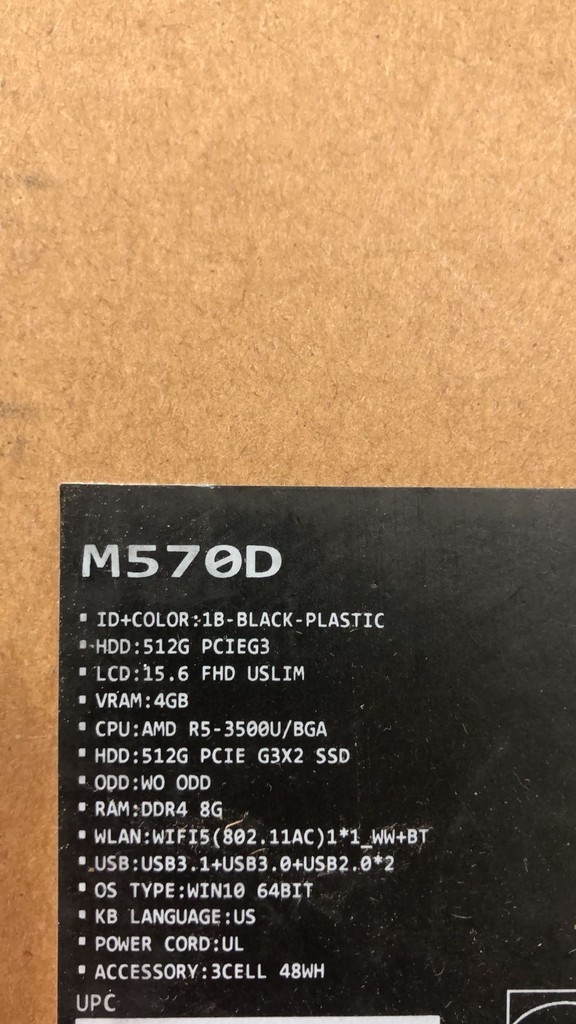 M570D
▪ ID+COLOR:1B-BLACK-PLASTIC
▪ HDD:512G PCIEG3
▪ LCD:15.6 FHD USLIM
▪ VRAM:4GB
▪ CPU:AMD R5-3500U/BGA
▪ HDD:512G PCIE G3X2 SSD
▪ ODD:WO ODD
▪ RAM:DDR4 8G
▪ WLAN:WIFI5(802.11AC)1*1_WW+BT
▪ USB:USB3.1+USB3.0+USB2.0*2
▪ OS TYPE:WIN10 64BIT
▪ KB LANGUAGE:US
▪ POWER CORD:UL
▪ ACCESSORY:3CELL 48WH
UPC